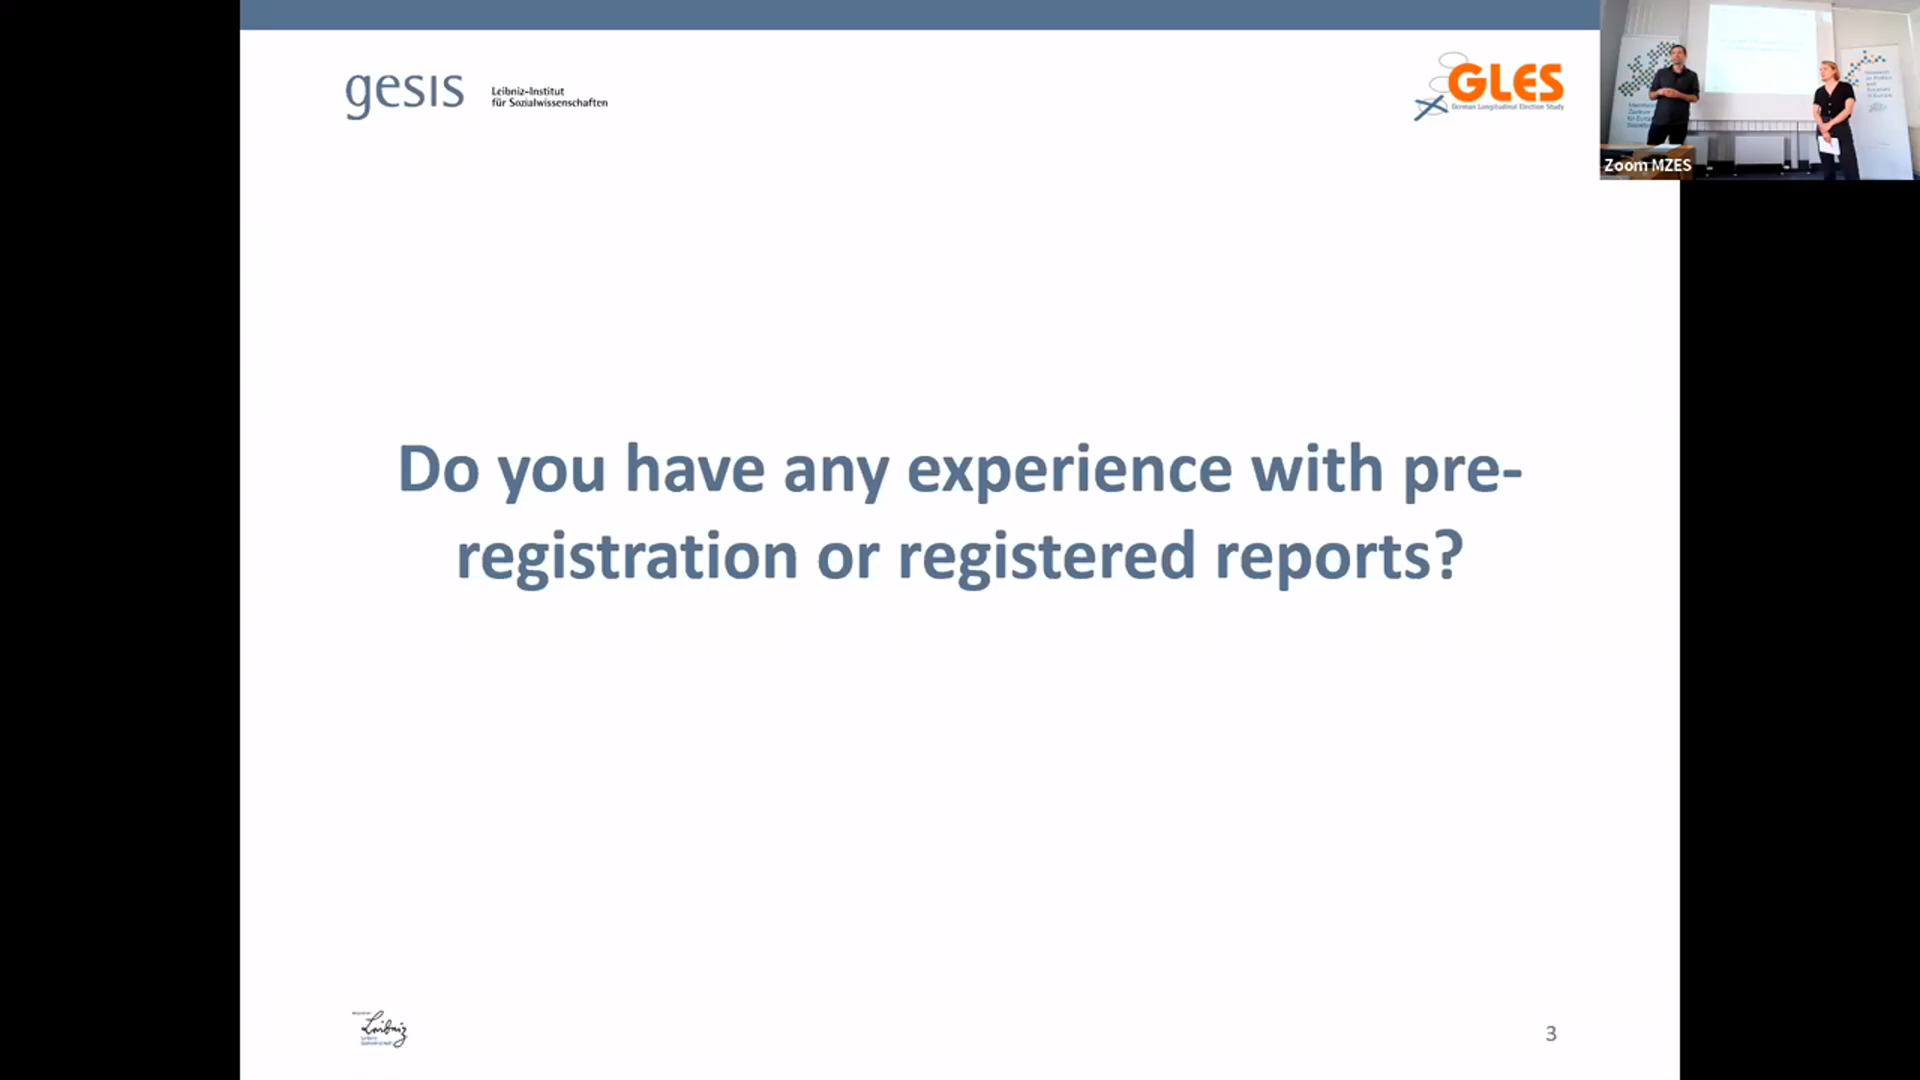 gesis
Leibniz-Institut
für Sozialwissenschaften
GLES
German Longitudinal Election Study
Zoom MZES
Do you have any experience with pre-
registration or registered reports?
Leibniz
3